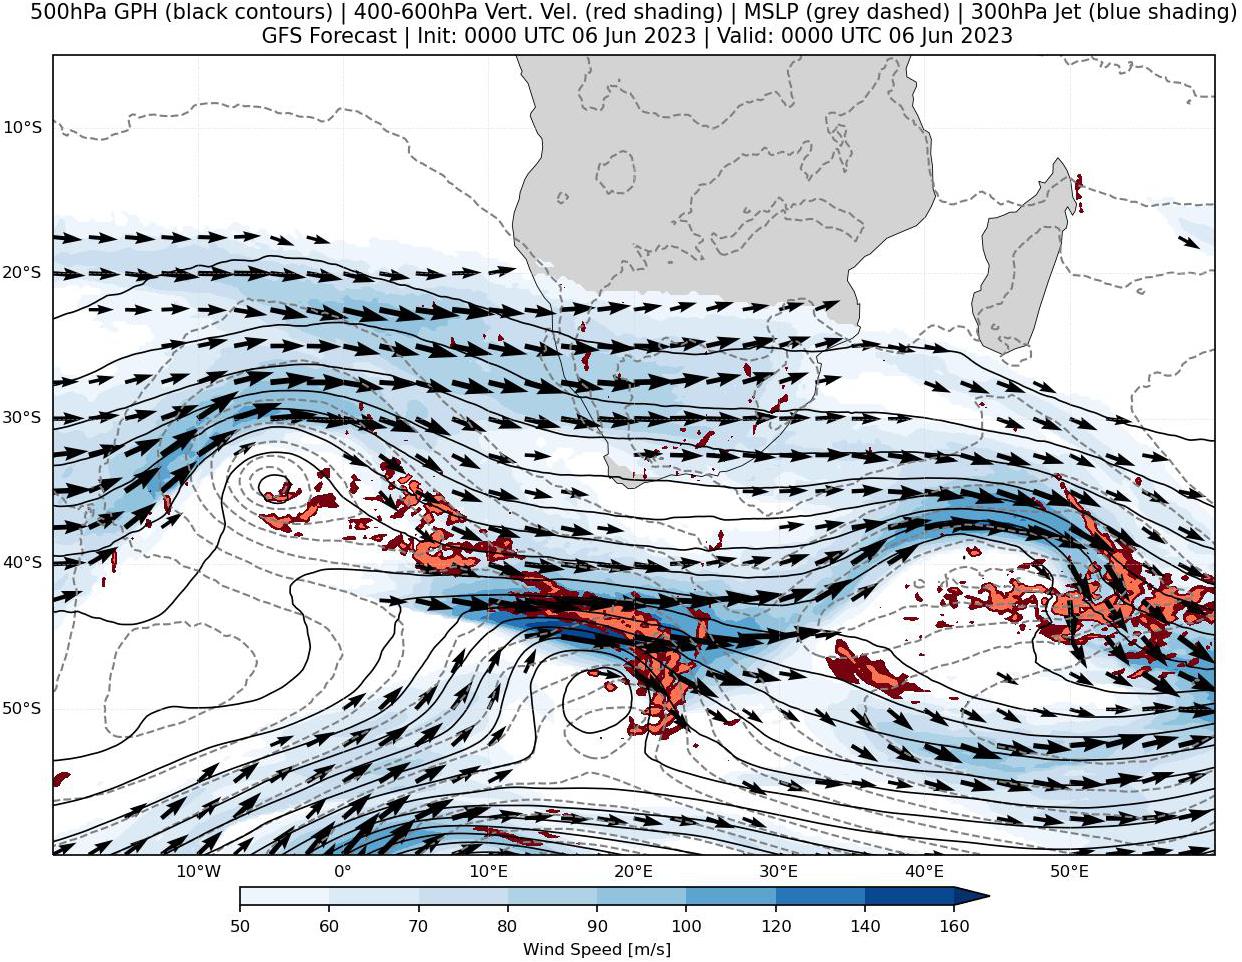 500hPa GPH (black contours) | 400-600hPa Vert. Vel. (red shading) | MSLP (grey dashed) | 300hPa Jet (blue shading)
GFS Forecast | Init: 0000 UTC 06 Jun 2023 | Valid: 0000 UTC 06 Jun 2023
10°S
20°S
30°S
40°S
50°S
10°W 0° 10°E 20°E 30°E 40°E 50°E
50 60 70 80 90 100 120 140 160
Wind Speed [m/s]